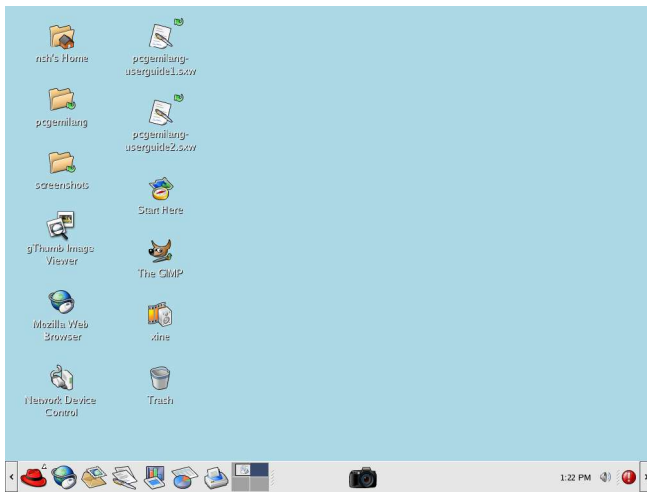 nsh's Home
pcgemilang
screenshots
gThumb Image
Viewer
Mozilla Web
Browser
Network Device
Control
pcgemilang-
userguide1.sxw
pcgemilang-
userguide2.sxw
Start Here
The GIMP
xine
Trash
1:22 PM